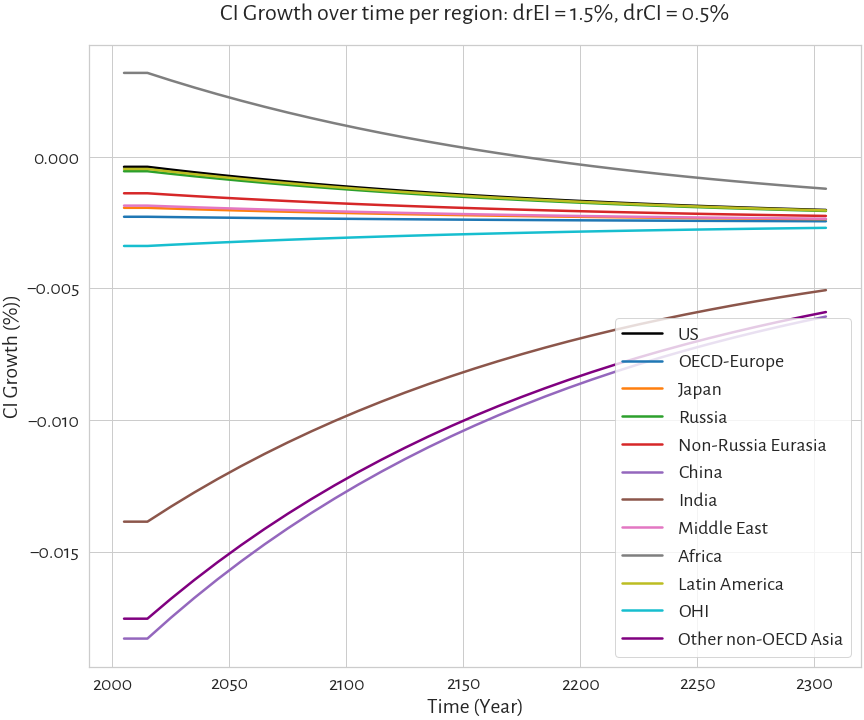 CI Growth over time per region: drEI = 1.5%, drCI = 0.5%
CI Growth (%))
0.000
−0.005
−0.010
−0.015
US
OECD-Europe
Japan
Russia
Non-Russia Eurasia
China
India
Middle East
Africa
Latin America
OHI
Other non-OECD Asia
2000 2050 2100 2150 2200 2250 2300
Time (Year)